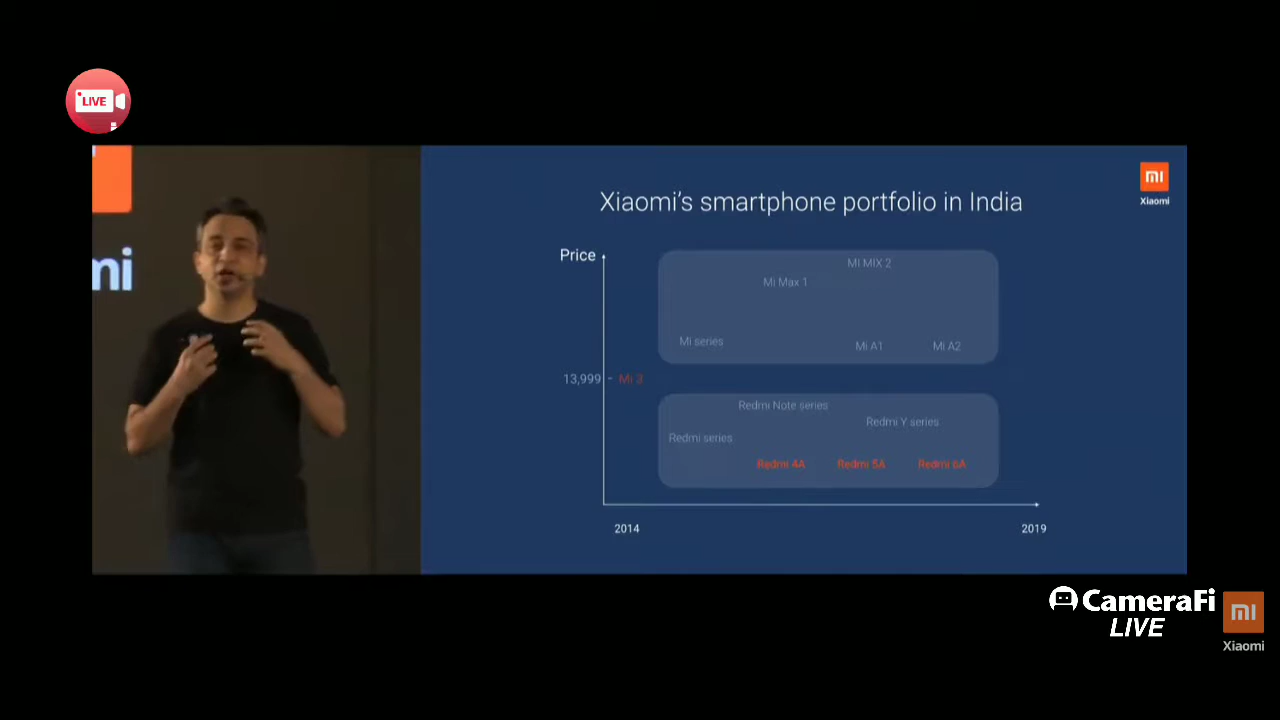 LIVE
mi
Xiaomi's smartphone portfolio in India
mi
Xiaomi
Price
Mi MIX 2
Mi Max 1
Mi series
Mi A1
Mi A2
13,999 - Mi 3
Redmi Note series
Redmi Y series
Redmi series
Redmi 4A
Redmi 5A
Redmi 6A
2014
2019
CameraFi
LIVE
mi
Xiaomi